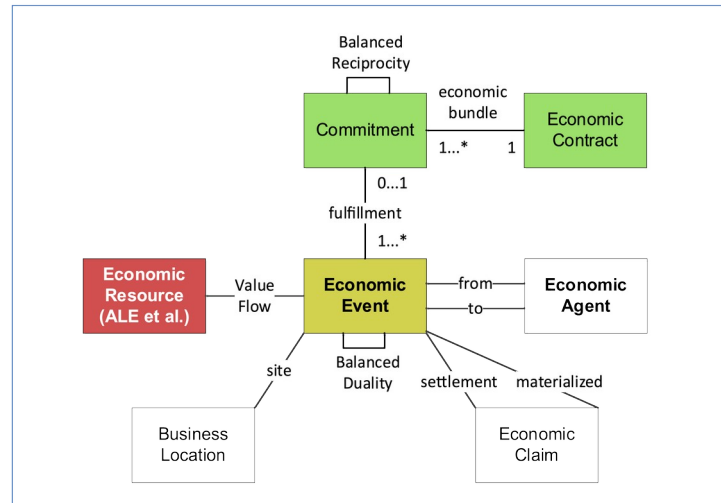 Balanced
Reciprocity
Commitment
economic
bundle
1...*
1
Economic
Contract
0...1
fulfillment
1...*
Economic
Resource
(ALE et al.)
Value
Flow
Economic
Event
from
to
Economic
Agent
Balanced
Duality
site
settlement
materialized
Business
Location
Economic
Claim